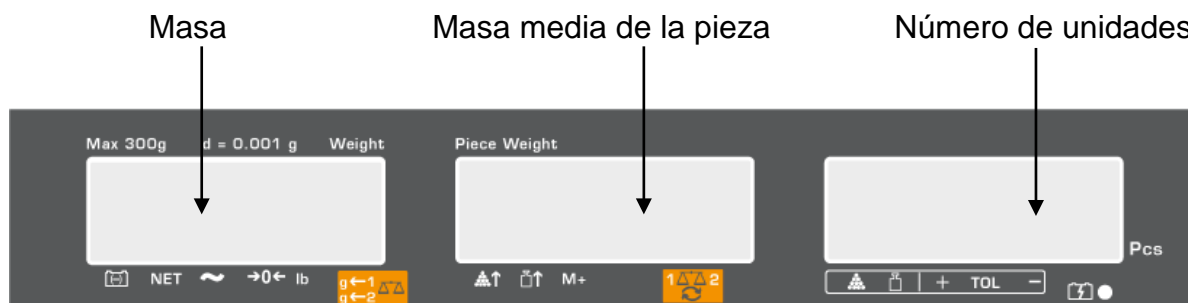 Masa Masa media de la pieza Número de unidades
Max 300g d = 0.001 g Weight Piece Weight
Pcs
NET ~ →0← lb g←1 M+ 1 2 + TOL −
g←2